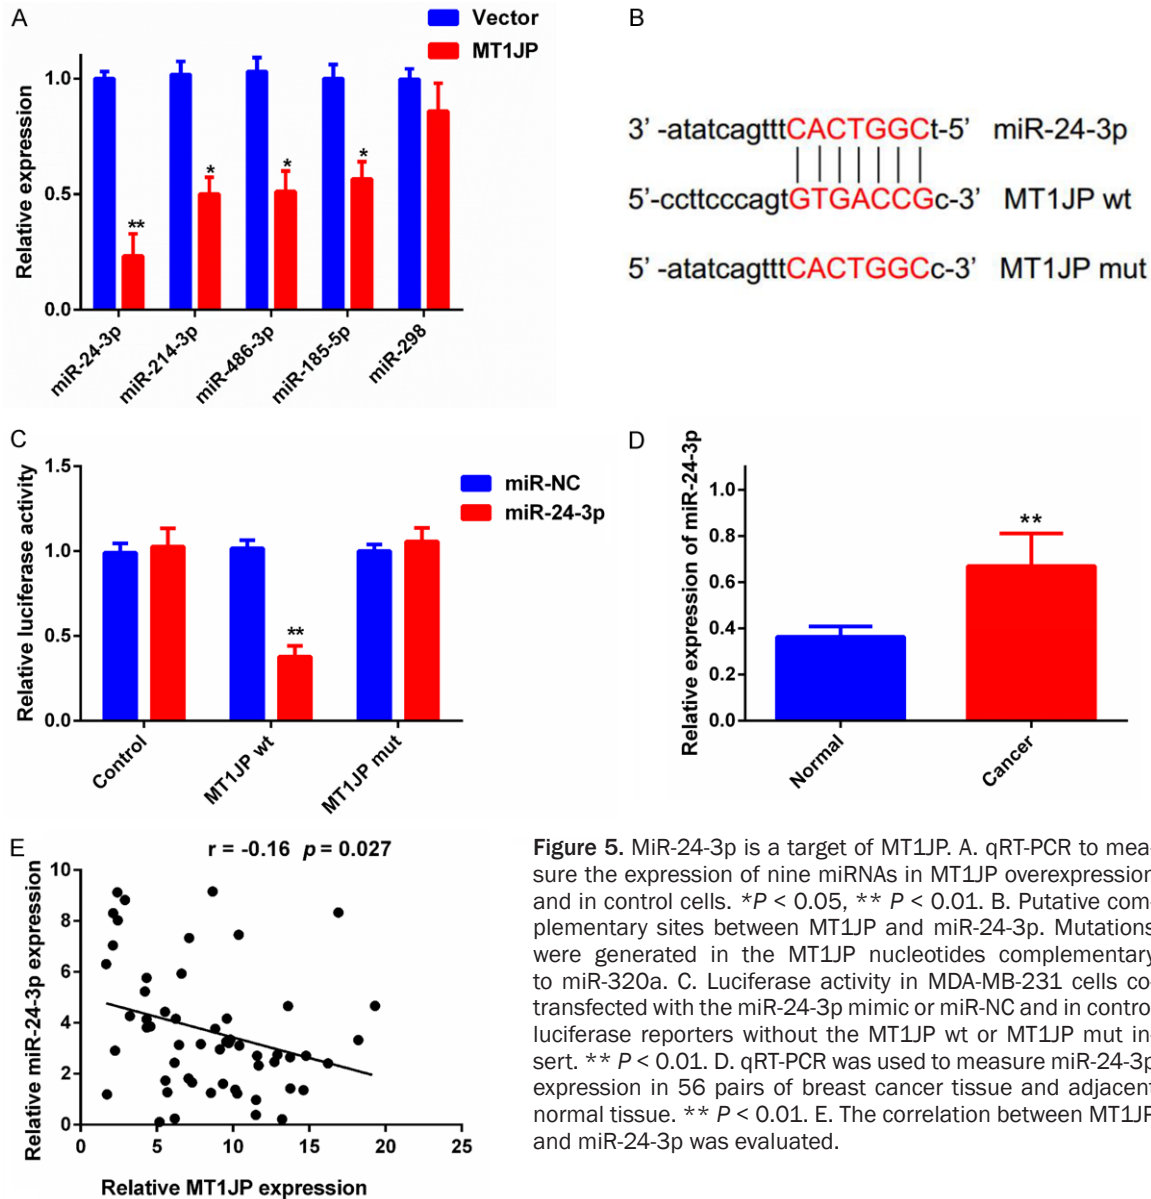 A
Vector
MT1JP
Relative expression
1.0
0.5
0.0
**
*
*
*
miR-24-3p
miR-214-3p
miR-486-3p
miR-185-5p
miR-298
B
3' -atatcagtttCACTGGCt-5' miR-24-3p
5'-ccttcccagtGTGACCGc-3' MT1JP wt
5' -atatcagtttCACTGGCc-3' MT1JP mut
C
Relative luciferase activity
1.5
1.0
0.5
0.0
miR-NC
miR-24-3p
**
Control
MT1JP wt
MT1JP mut
D
Relative expression of miR-24-3p
1.0
0.8
0.6
0.4
0.2
0.0
**
Normal
Cancer
E
r = -0.16 p = 0.027
Relative miR-24-3p expression
10
8
6
4
2
0
0 5 10 15 20 25
Relative MT1JP expression
Figure 5. MiR-24-3p is a target of MT1JP. A. qRT-PCR to mea-
sure the expression of nine miRNAs in MT1JP overexpression
and in control cells. *P < 0.05, ** P < 0.01. B. Putative com-
plementary sites between MT1JP and miR-24-3p. Mutations
were generated in the MT1JP nucleotides complementary
to miR-320a. C. Luciferase activity in MDA-MB-231 cells co-
transfected with the miR-24-3p mimic or miR-NC and in contro
luciferase reporters without the MT1JP wt or MT1JP mut in-
sert. ** P < 0.01. D. qRT-PCR was used to measure miR-24-3p
expression in 56 pairs of breast cancer tissue and adjacent
normal tissue. ** P < 0.01. E. The correlation between MT1JP
and miR-24-3p was evaluated.